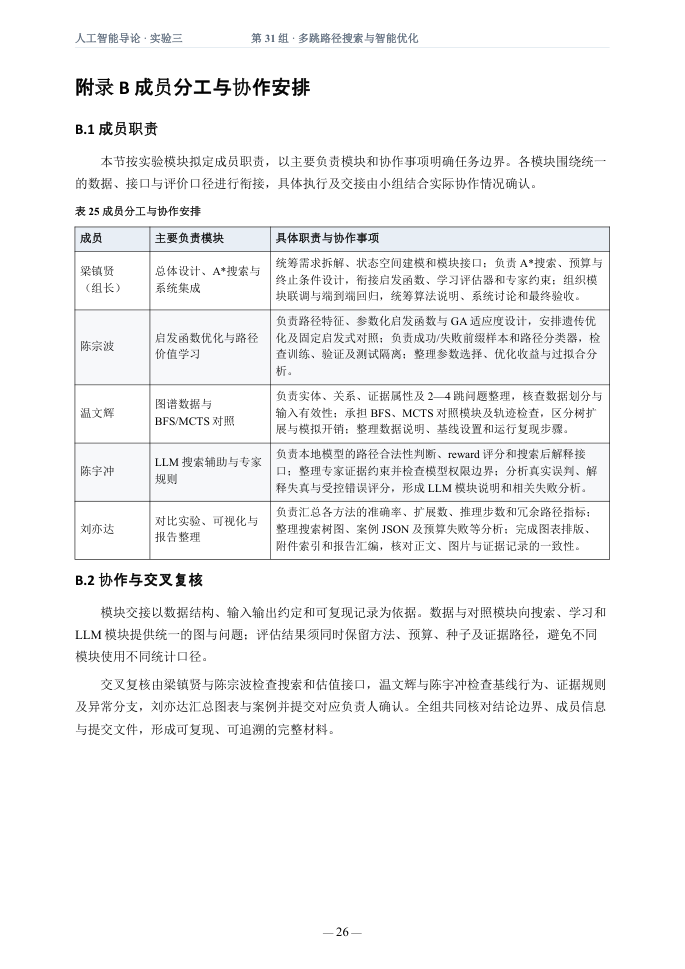 人工智能导论 · 实验三 第 31 组 · 多跳路径搜索与智能优化
附录 B 成员分工与协作安排
B.1 成员职责
本节按实验模块拟定成员职责，以主要负责模块和协作事项明确任务边界。各模块围绕统一
的数据、接口与评价口径进行衔接，具体执行及交接由小组结合实际协作情况确认。
表 25 成员分工与协作安排
成员 主要负责模块 具体职责与协作事项
梁镇贤
（组长）
总体设计、A*搜索与
系统集成
统筹需求拆解、状态空间建模和模块接口；负责 A*搜索、预算与
终止条件设计，衔接启发函数、学习评估器和专家约束；组织模
块联调与端到端回归，统筹算法说明、系统讨论和最终验收。
陈宗波
启发函数优化与路径
价值学习
负责路径特征、参数化启发函数与 GA 适应度设计，安排遗传优
化及固定启发式对照；负责成功/失败前缀样本和路径分类器，检
查训练、验证及测试隔离；整理参数选择、优化收益与过拟合分
析。
温文辉
图谱数据与
BFS/MCTS 对照
负责实体、关系、证据属性及 2—4 跳问题整理，核查数据划分与
输入有效性；承担 BFS、MCTS 对照模块及轨迹检查，区分树扩
展与模拟开销；整理数据说明、基线设置和运行复现步骤。
陈宇冲
LLM 搜索辅助与专家
规则
负责本地模型的路径合法性判断、reward 评分和搜索后解释接
口；整理专家证据约束并检查模型权限边界；分析真实误判、解
释失真与受控错误评分，形成 LLM 模块说明和相关失败分析。
刘亦达
对比实验、可视化与
报告整理
负责汇总各方法的准确率、扩展数、推理步数和冗余路径指标；
整理搜索树图、案例 JSON 及预算失败等分析；完成图表排版、
附件索引和报告汇编，核对正文、图片与证据记录的一致性。
B.2 协作与交叉复核
模块交接以数据结构、输入输出约定和可复现记录为依据。数据与对照模块向搜索、学习和
LLM 模块提供统一的图与问题；评估结果须同时保留方法、预算、种子及证据路径，避免不同
模块使用不同统计口径。
交叉复核由梁镇贤与陈宗波检查搜索和估值接口，温文辉与陈宇冲检查基线行为、证据规则
及异常分支，刘亦达汇总图表与案例并提交对应负责人确认。全组共同核对结论边界、成员信息
与提交文件，形成可复现、可追溯的完整材料。
— 26 —